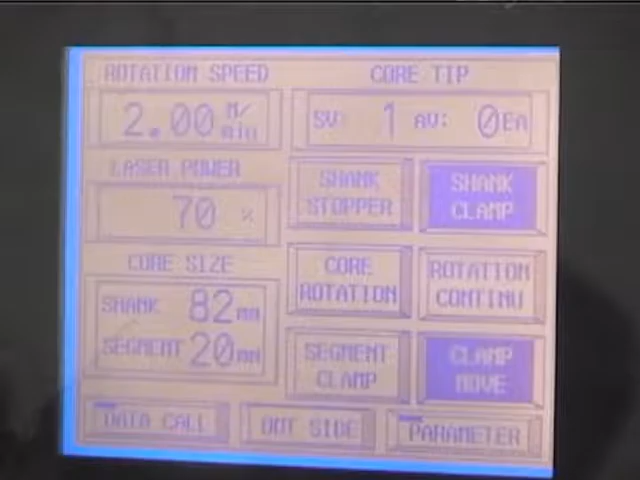 ROTATION SPEED
2.00 M/min
LASER POWER
70 %
CORE SIZE
SHANK 82mm
SEGMENT 20mm
CORE TIP
SV: 1 AV: 0EA
SHANK
STOPPER
SHANK
CLAMP
CORE
ROTATION
ROTATION
CONTINU
SEGMENT
CLAMP
CLAMP
MOVE
DATA CALL
OUT SIDE
PARAMETER